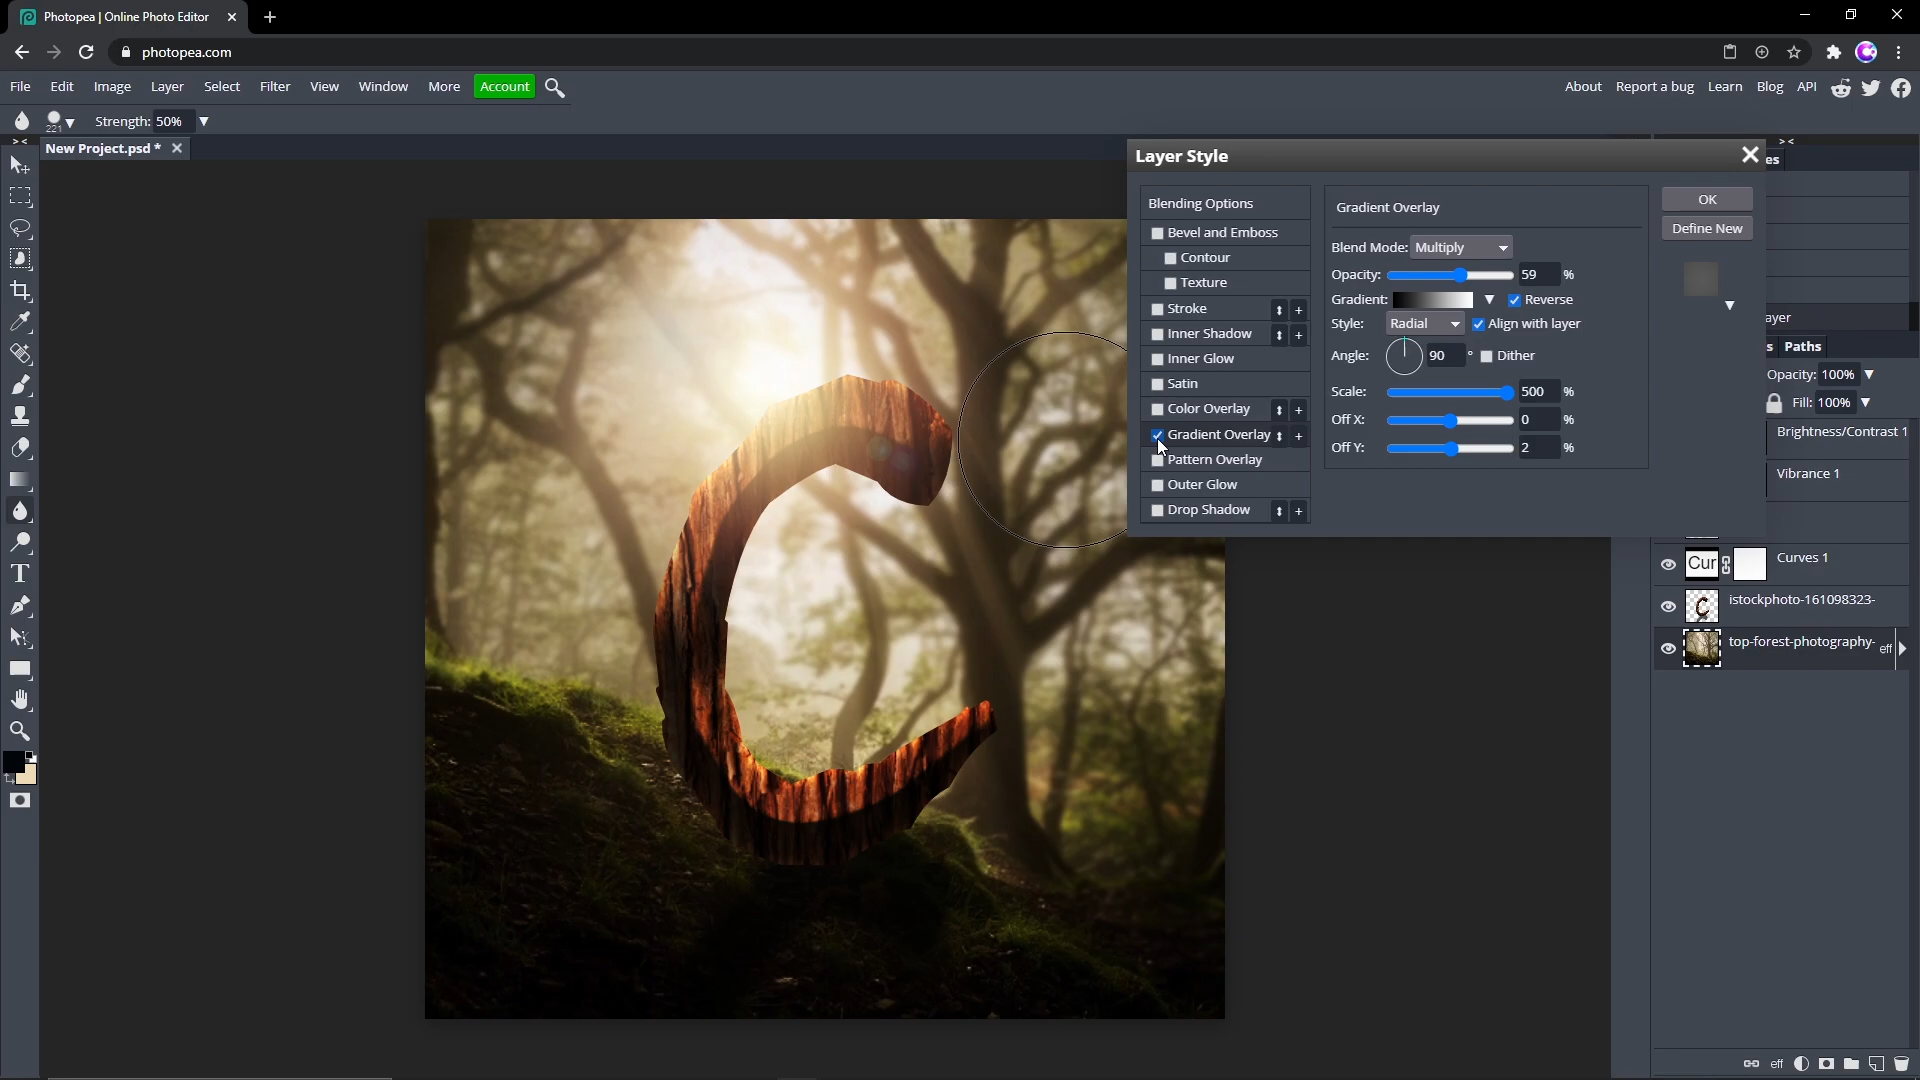 Photopea | Online Photo Editor
photopea.com
File Edit Image Layer Select Filter View Window More Account
About Report a bug Learn Blog API
221 Strength: 50%
New Project.psd *
Layer Style
es
Blending Options
Bevel and Emboss
Contour
Texture
Stroke
Inner Shadow
Inner Glow
Satin
Color Overlay
Gradient Overlay
Pattern Overlay
Outer Glow
Drop Shadow
Gradient Overlay
Blend Mode: Multiply
Opacity: 59 %
Gradient: Reverse
Style: Radial Align with layer
Angle: 90 ° Dither
Scale: 500 %
Off X: 0 %
Off Y: 2 %
OK
Define New
ayer
s Paths
Opacity: 100%
Fill: 100%
Brightness/Contrast 1
Vibrance 1
Cur Curves 1
istockphoto-161098323-
top-forest-photography- eff
C
eff